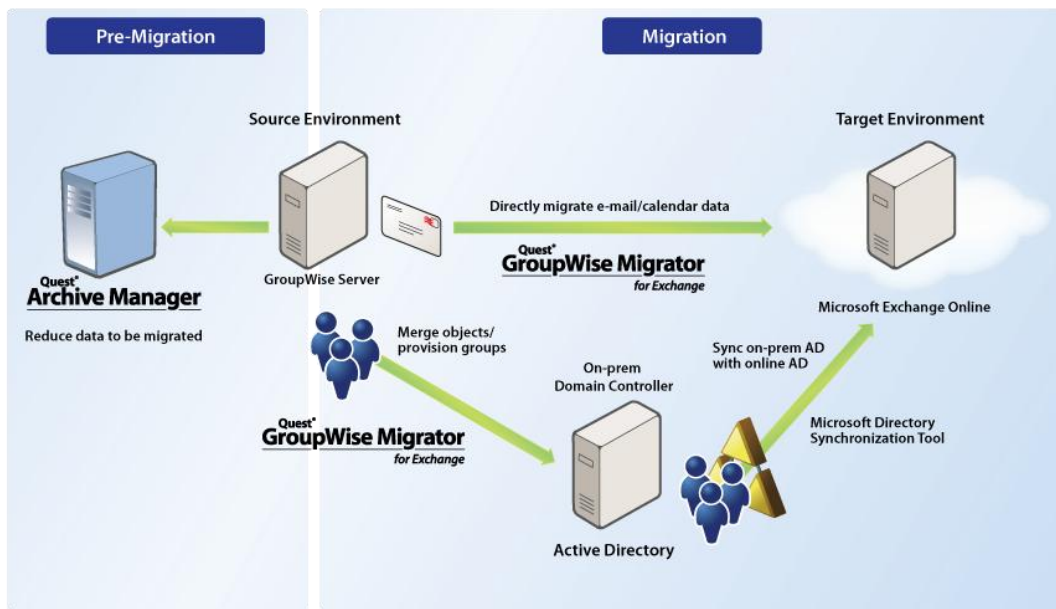 Pre-Migration
Migration
Source Environment
Target Environment
Directly migrate e-mail/calendar data
Quest®
GroupWise Migrator
for Exchange
GroupWise Server
Quest®
Archive Manager
Reduce data to be migrated
Microsoft Exchange Online
Merge objects/
provision groups
Sync on-prem AD
with online AD
On-prem
Domain Controller
Quest®
GroupWise Migrator
for Exchange
Microsoft Directory
Synchronization Tool
Active Directory